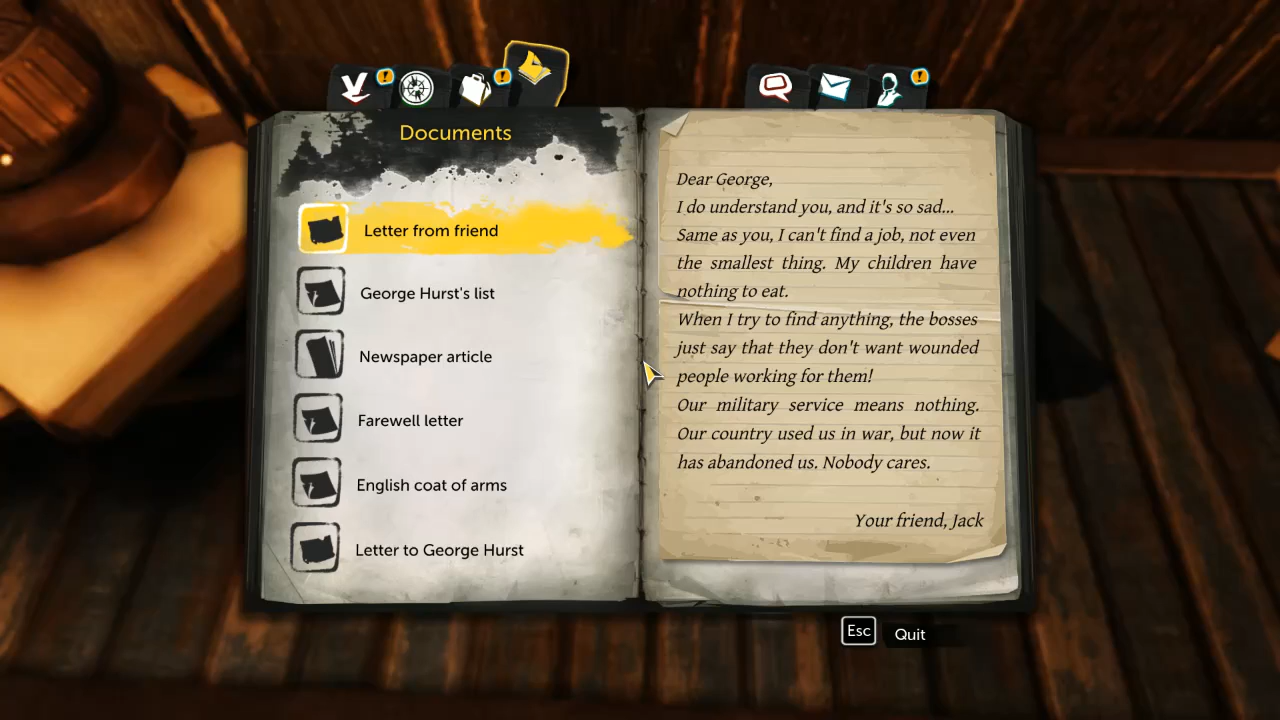 Documents
Letter from friend
George Hurst's list
Newspaper article
Farewell letter
English coat of arms
Letter to George Hurst
Dear George,
I do understand you, and it's so sad...
Same as you, I can't find a job, not even
the smallest thing. My children have
nothing to eat.
When I try to find anything, the bosses
just say that they don't want wounded
people working for them!
Our military service means nothing.
Our country used us in war, but now it
has abandoned us. Nobody cares.
Your friend, Jack
Esc Quit